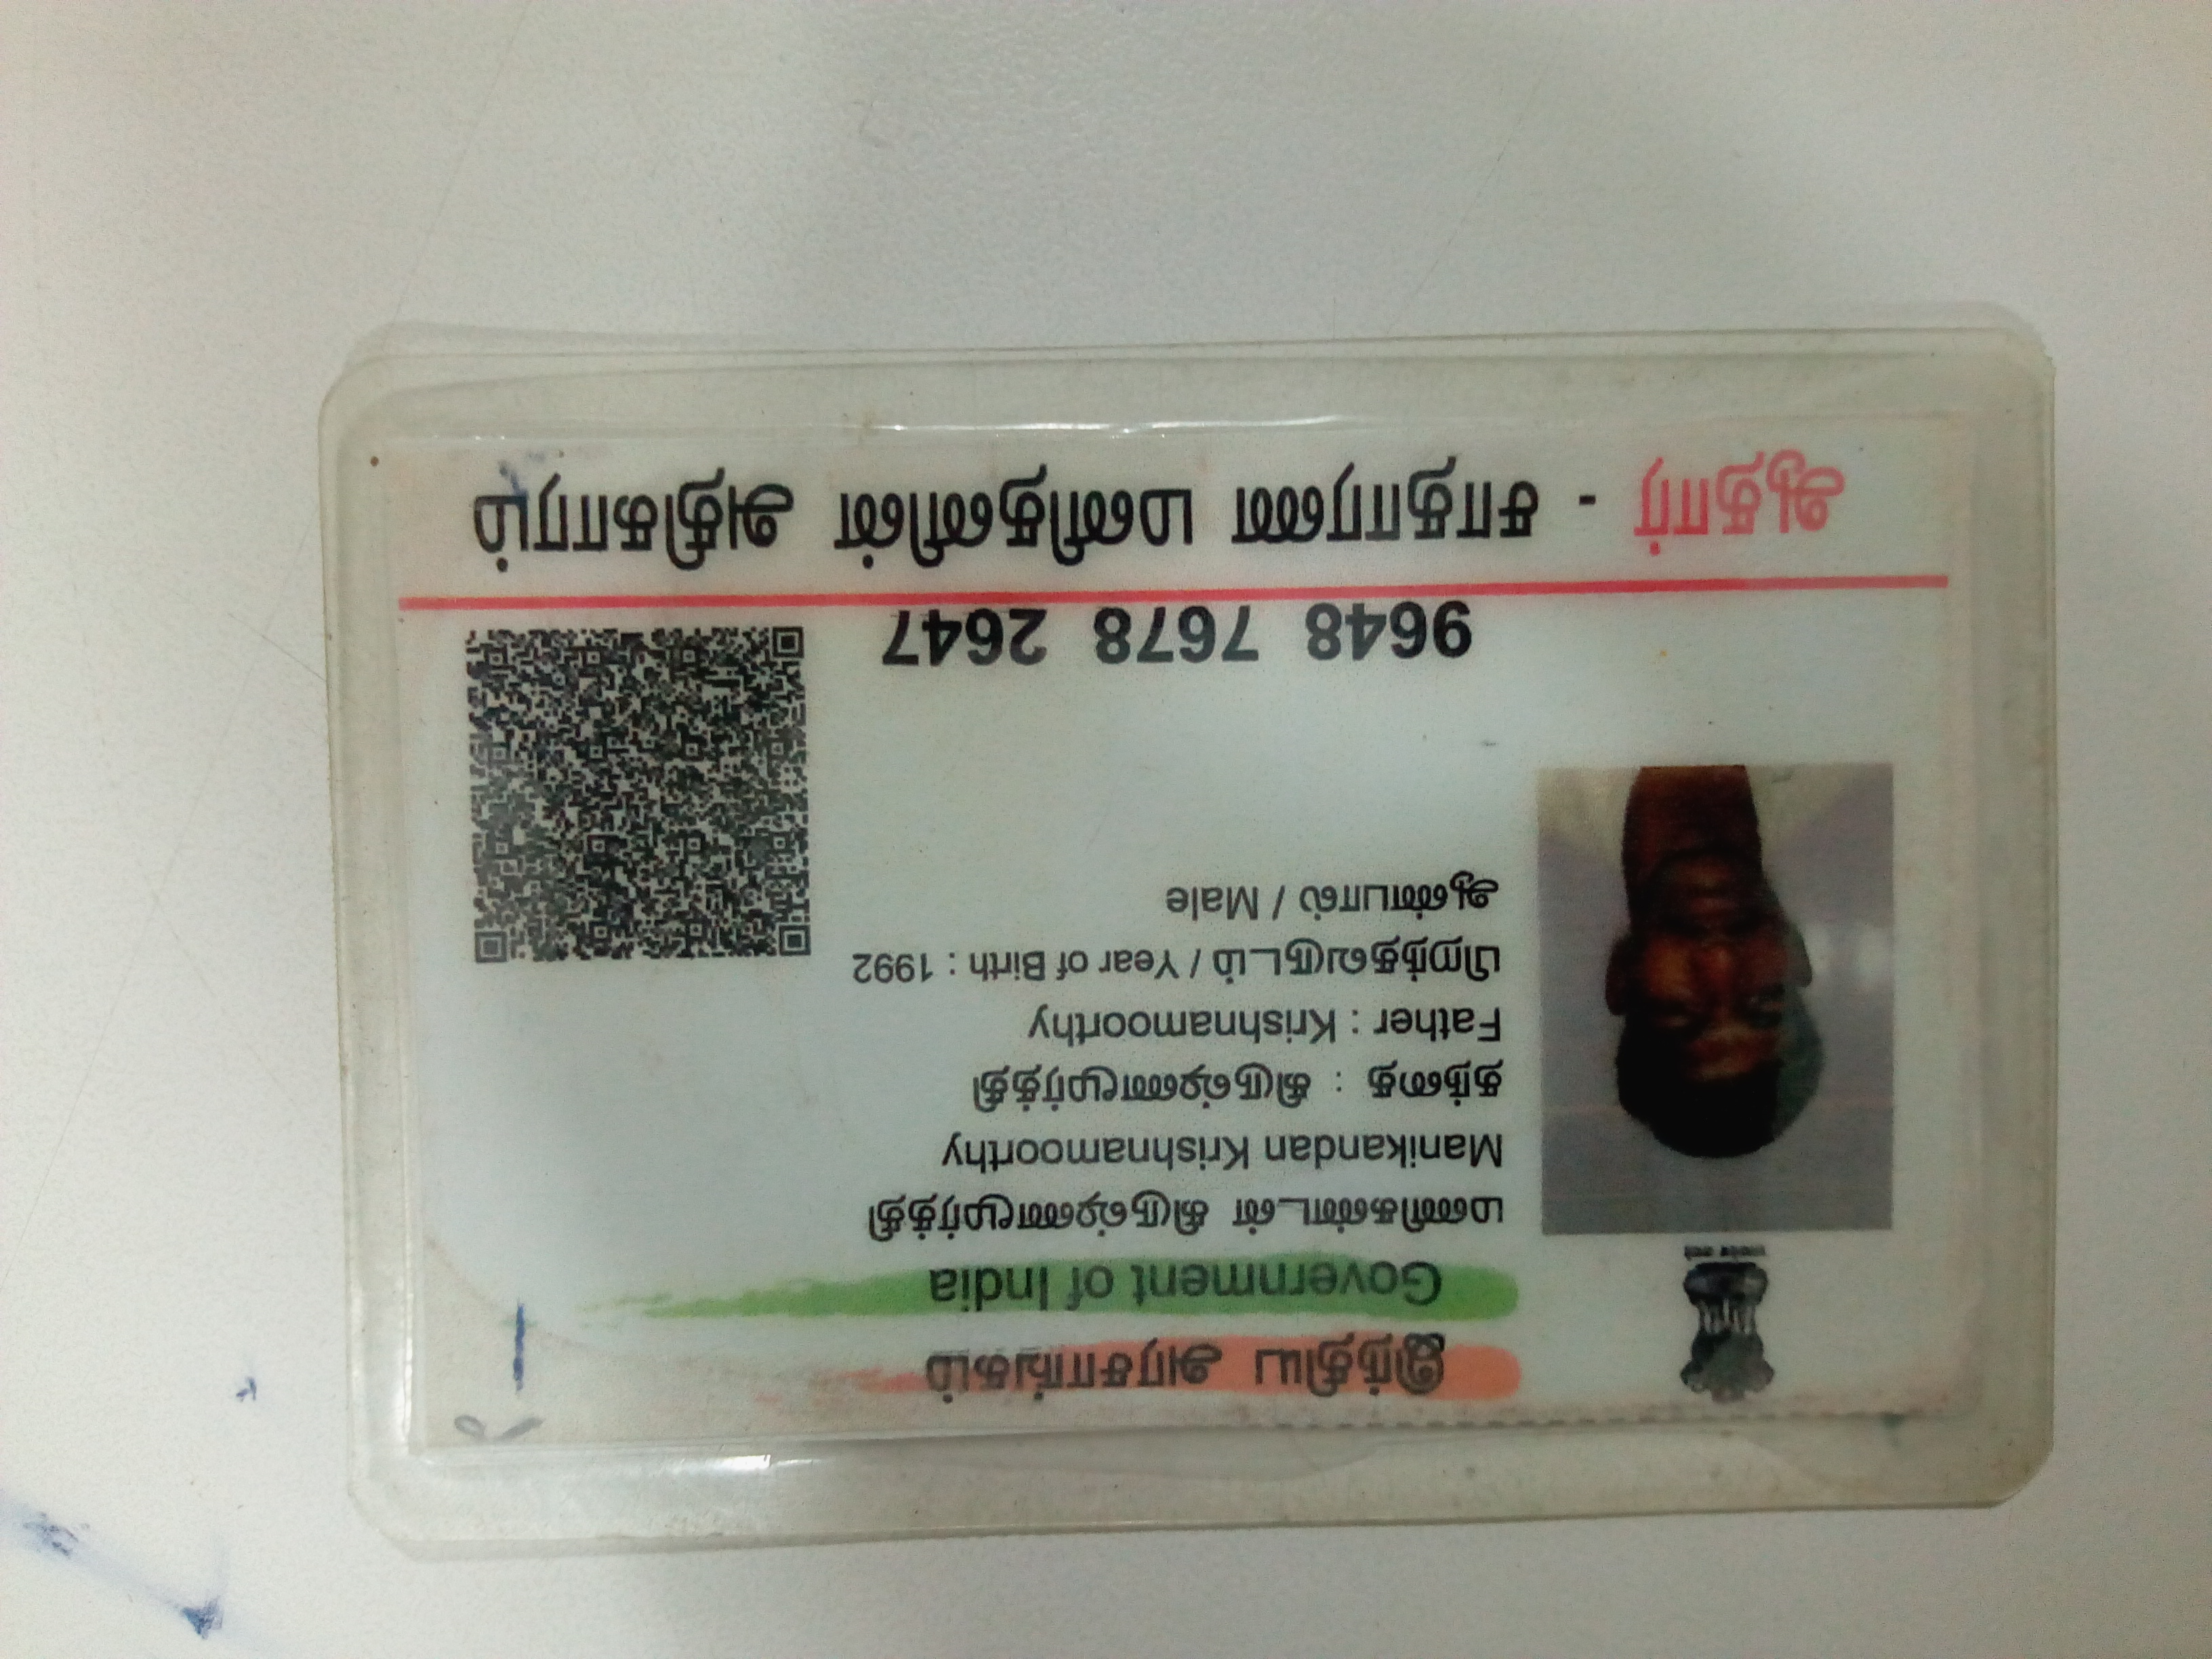 இந்திய அரசாங்கம்
Government of India
மணிகண்டன் கிருஷ்ணமூர்த்தி
Manikandan Krishnamoorthy
தந்தை : கிருஷ்ணமூர்த்தி
Father : Krishnamoorthy
பிறந்தவருடம் / Year of Birth : 1992
ஆண்பால் / Male
9648 7678 2647
ஆதார் - சாதாரண மனிதனின் அதிகாரம்